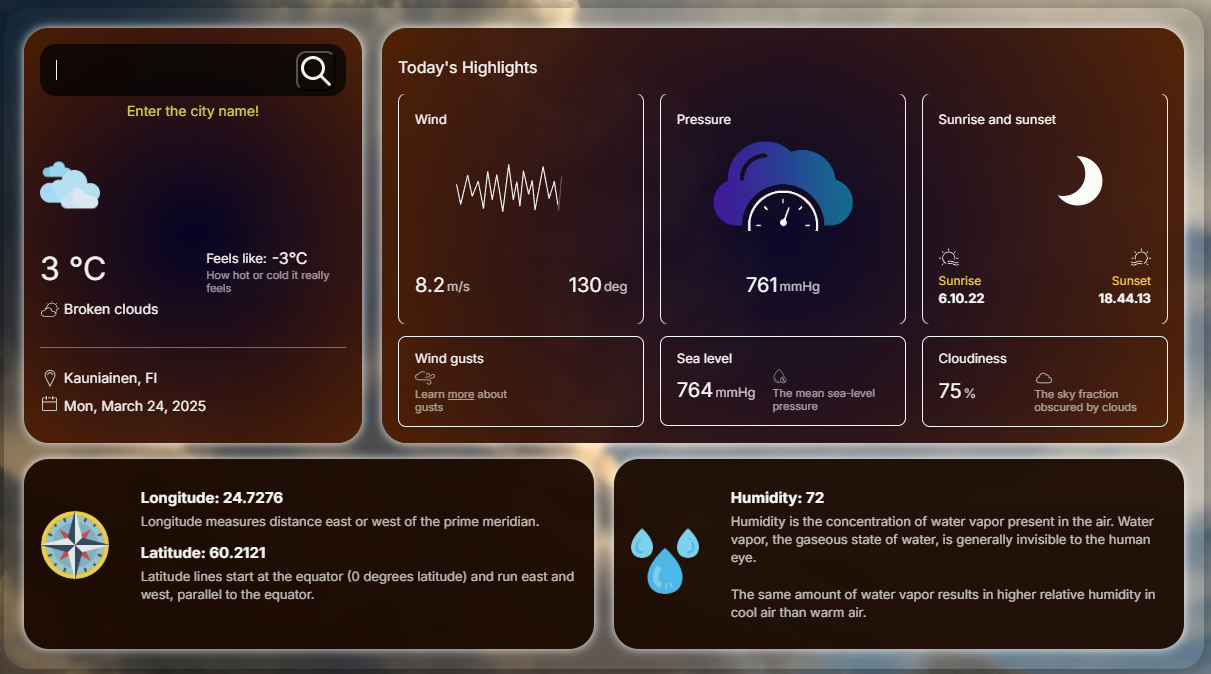 Enter the city name!
3 °C
Feels like: -3°C
How hot or cold it really
feels
Broken clouds
Kauniainen, FI
Mon, March 24, 2025
Today's Highlights
Wind
8.2 m/s
130 deg
Pressure
761 mmHg
Sunrise and sunset
Sunrise
6.10.22
Sunset
18.44.13
Wind gusts
Learn more about
gusts
Sea level
764 mmHg
The mean sea-level
pressure
Cloudiness
75 %
The sky fraction
obscured by clouds
Longitude: 24.7276
Longitude measures distance east or west of the prime meridian.
Latitude: 60.2121
Latitude lines start at the equator (0 degrees latitude) and run east and
west, parallel to the equator.
Humidity: 72
Humidity is the concentration of water vapor present in the air. Water
vapor, the gaseous state of water, is generally invisible to the human
eye.
The same amount of water vapor results in higher relative humidity in
cool air than warm air.